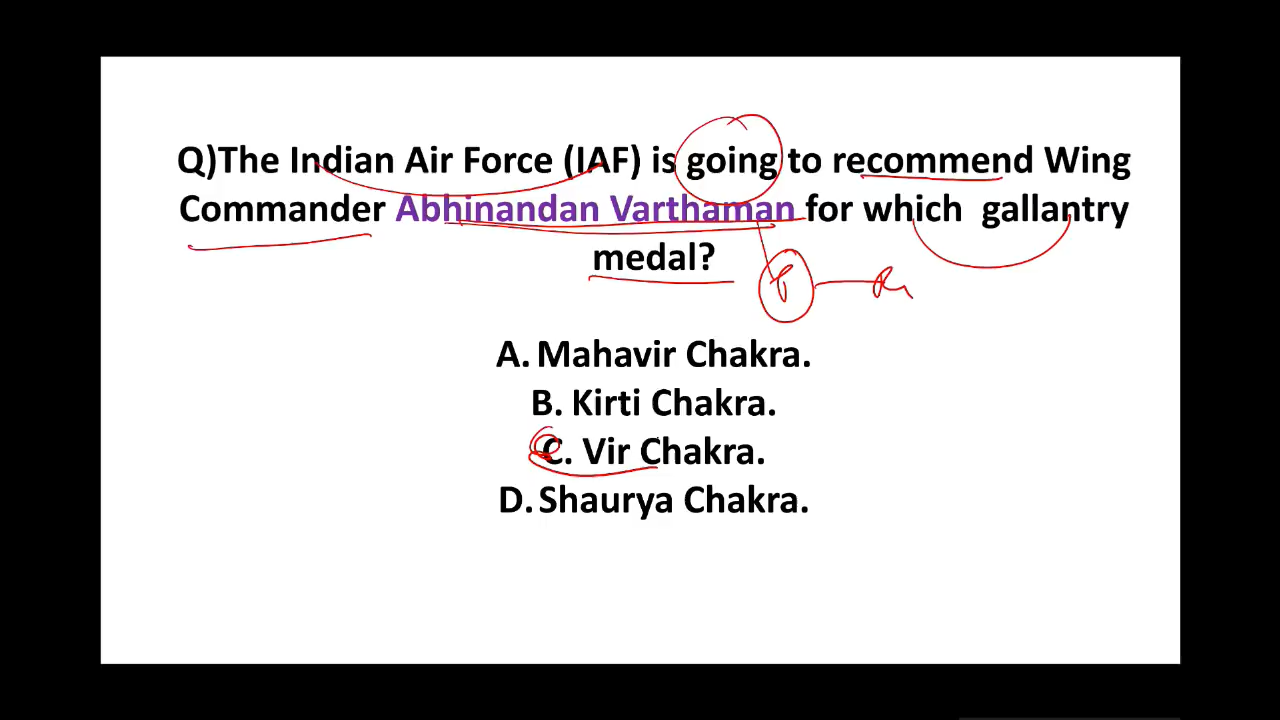 Q)The Indian Air Force (IAF) is going to recommend Wing
Commander Abhinandan Varthaman for which gallantry
medal?
A. Mahavir Chakra.
B. Kirti Chakra.
C. Vir Chakra.
D. Shaurya Chakra.